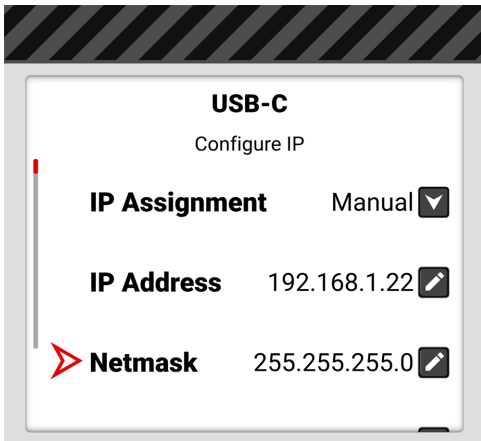 USB-C
Configure IP
IP Assignment Manual
IP Address 192.168.1.22
Netmask 255.255.255.0